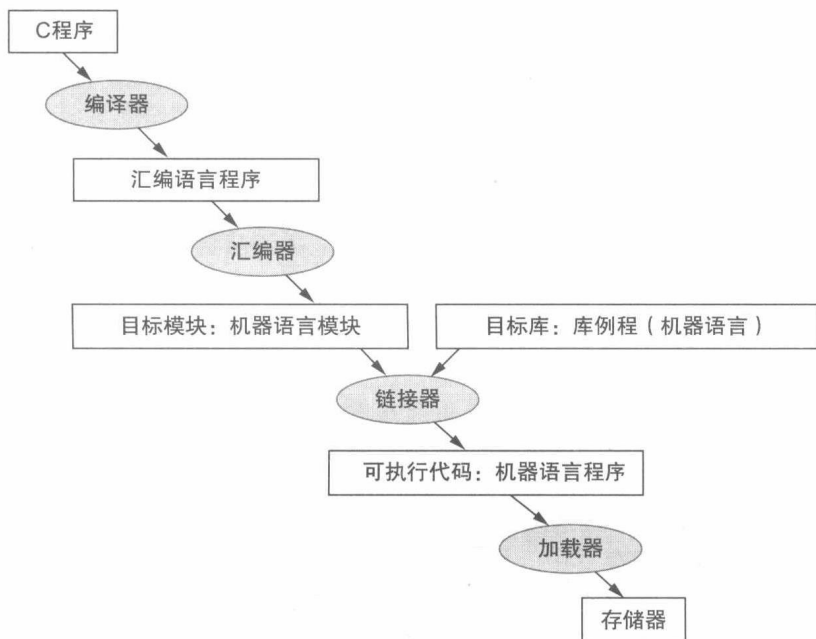 C程序
编译器
汇编语言程序
汇编器
目标模块：机器语言模块
目标库：库例程（机器语言）
链接器
可执行代码：机器语言程序
加载器
存储器